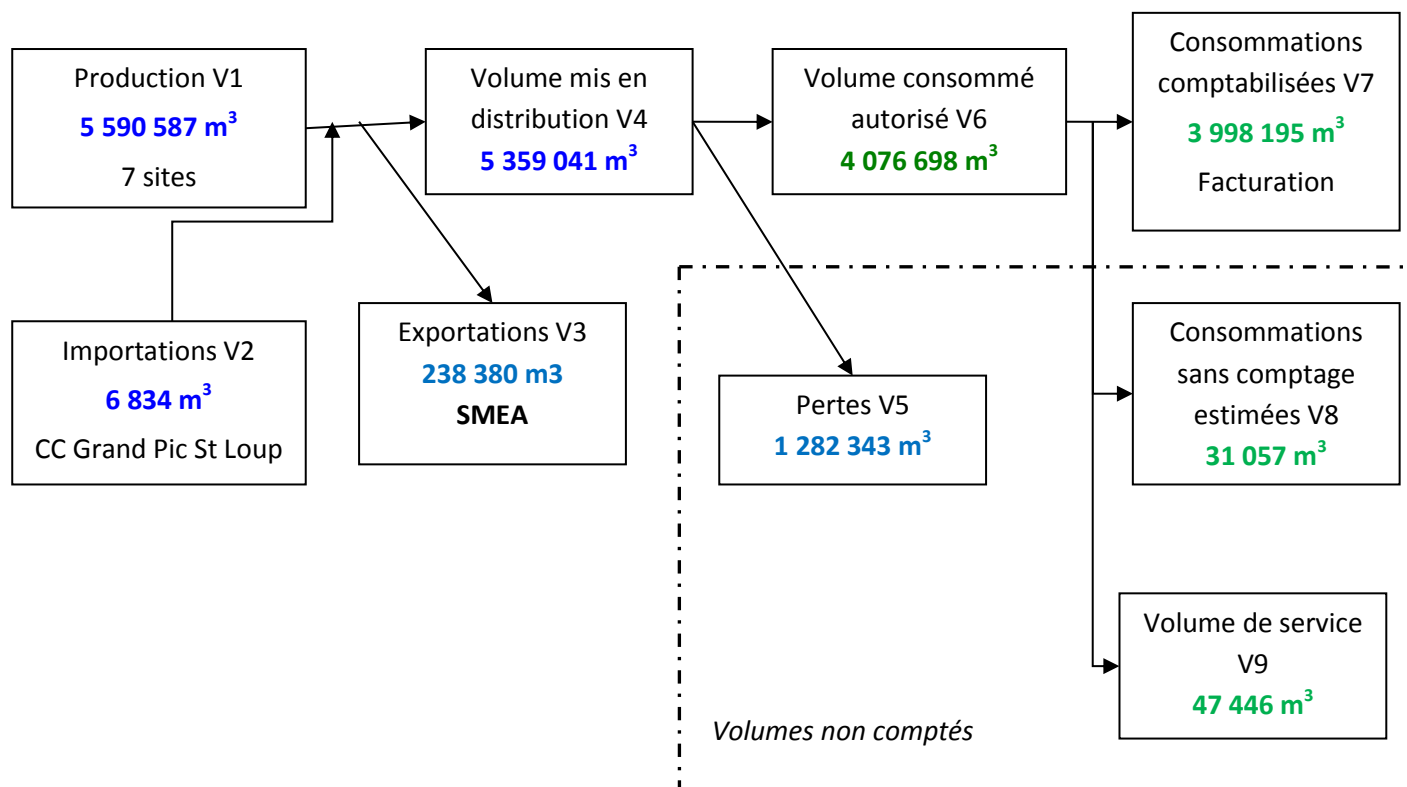 Production V1
5 590 587 m³
7 sites
Volume mis en
distribution V4
5 359 041 m³
Volume consommé
autorisé V6
4 076 698 m³
Consommations
comptabilisées V7
3 998 195 m³
Facturation
Importations V2
6 834 m³
CC Grand Pic St Loup
Exportations V3
238 380 m3
SMEA
Pertes V5
1 282 343 m³
Consommations
sans comptage
estimées V8
31 057 m³
Volume de service
V9
47 446 m³
Volumes non comptés